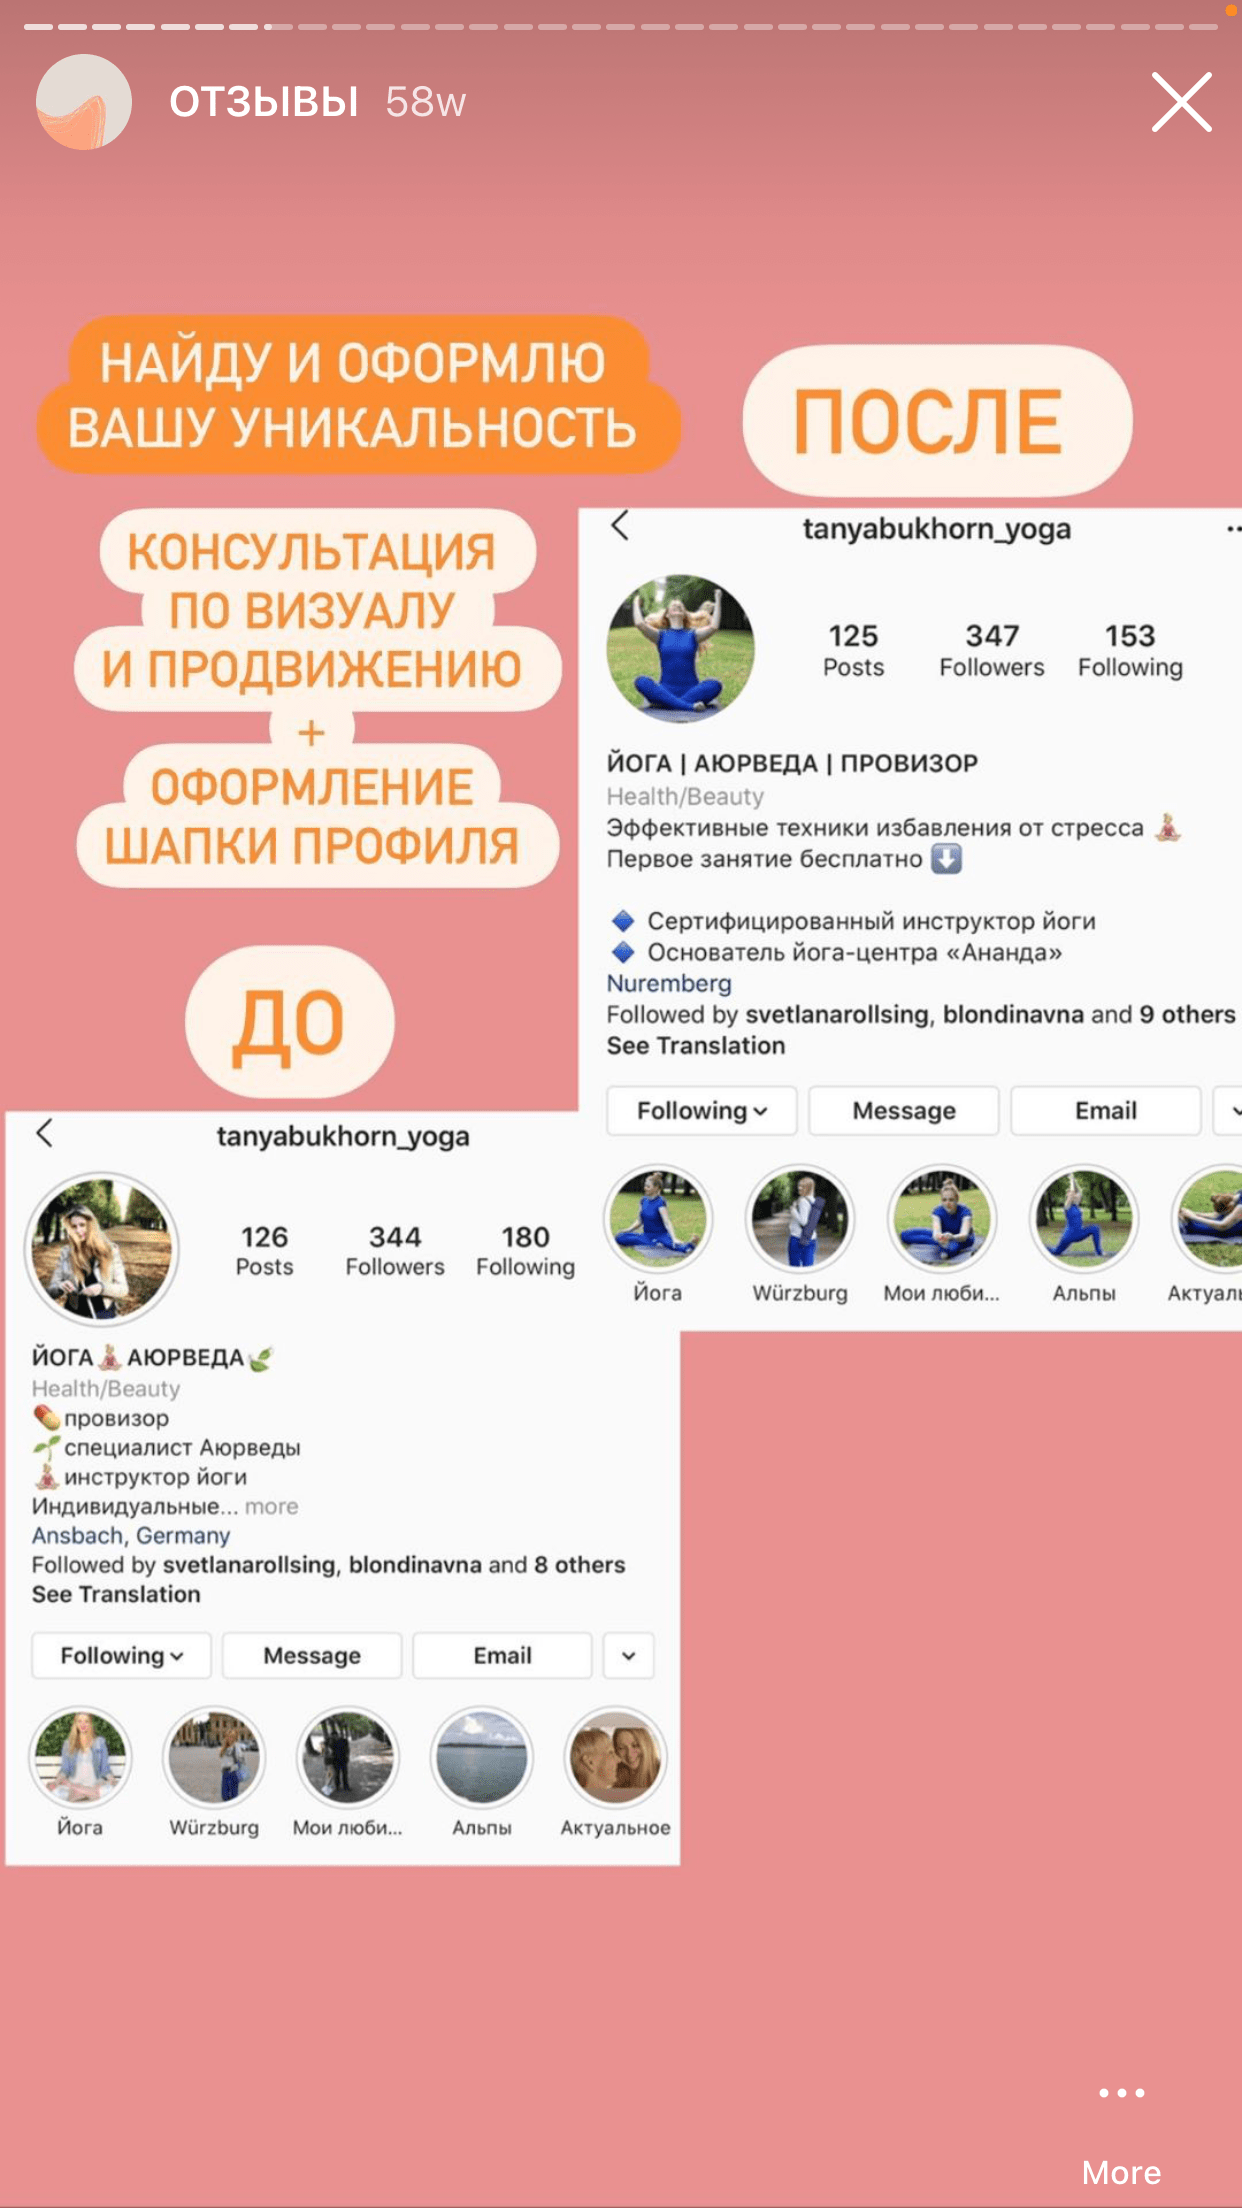 ОТЗЫВЫ 58w
НАЙДУ И ОФОРМЛЮ
ВАШУ УНИКАЛЬНОСТЬ
КОНСУЛЬТАЦИЯ
ПО ВИЗУАЛУ
И ПРОДВИЖЕНИЮ
+
ОФОРМЛЕНИЕ
ШАПКИ ПРОФИЛЯ
ПОСЛЕ
tanyabukhorn_yoga
125 347 153
Posts Followers Following
ЙОГА | АЮРВЕДА | ПРОВИЗОР
Health/Beauty
Эффективные техники избавления от стресса 🧘🏼‍♀️
Первое занятие бесплатно ⬇️
🔹 Сертифицированный инструктор йоги
🔹 Основатель йога-центра «Ананда»
Nuremberg
Followed by svetlanarollsing, blondinavna and 9 others
See Translation
Following Message Email
Йога Würzburg Мои люби... Альпы Актуаль
ДО
tanyabukhorn_yoga
126 344 180
Posts Followers Following
ЙОГА🧘🏼‍♀️АЮРВЕДА🍃
Health/Beauty
💊провизор
🌱специалист Аюрведы
🧘🏼‍♀️инструктор йоги
Индивидуальные... more
Ansbach, Germany
Followed by svetlanarollsing, blondinavna and 8 others
See Translation
Following Message Email
Йога Würzburg Мои люби... Альпы Актуальное
More